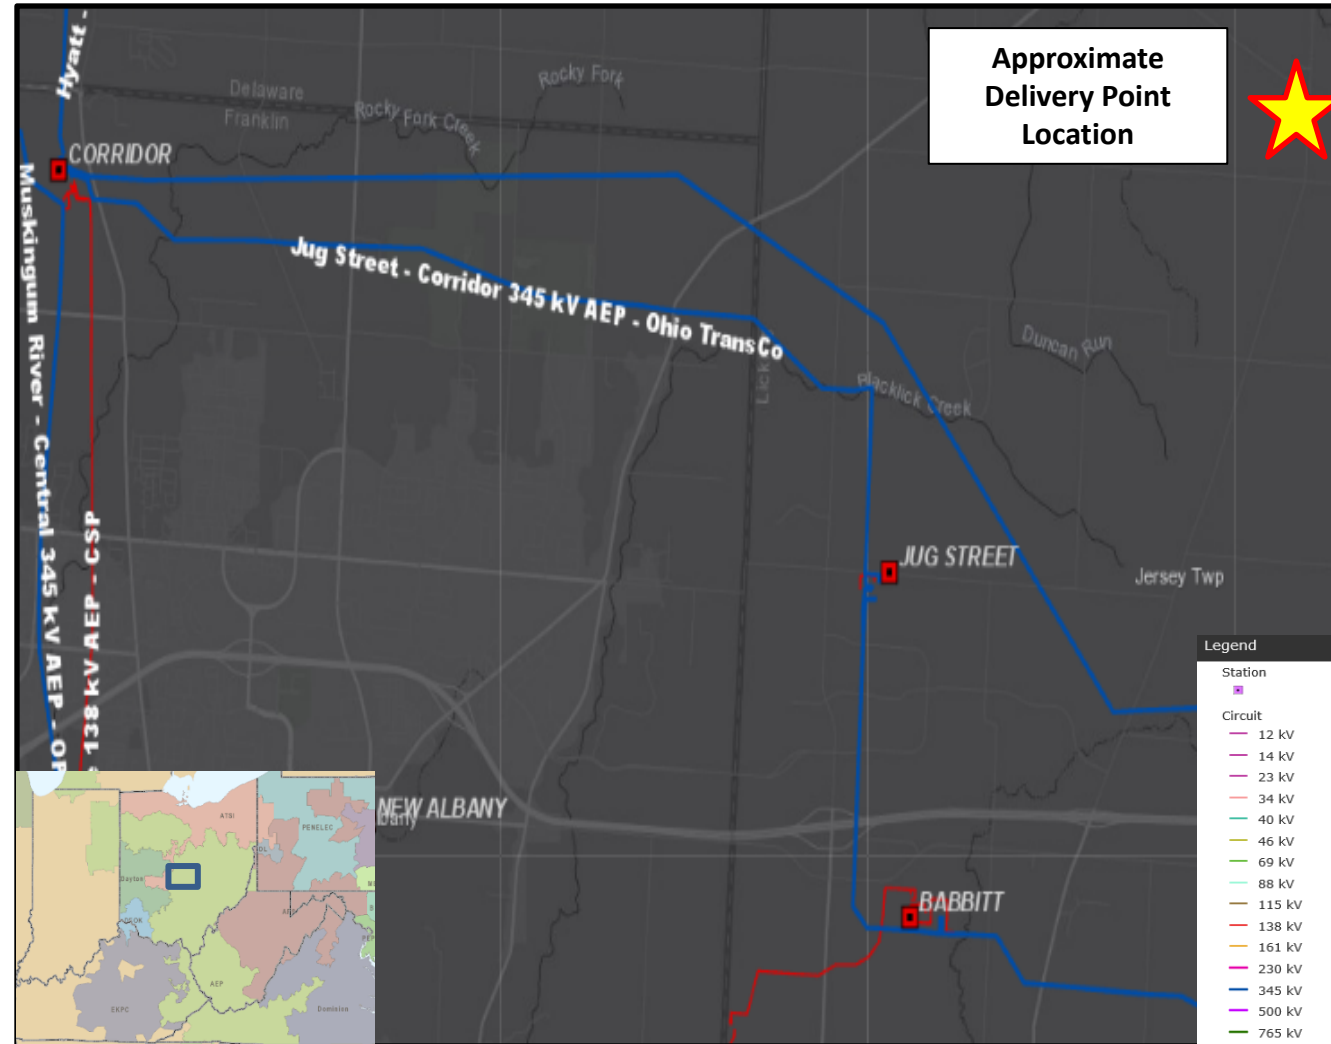 Hyatt -
Approximate
Delivery Point
Location
Delaware
Franklin
Rocky Fork
Rocky Fork Creek
CORRIDOR
Muskingum River - Central 345 kV AEP - OP
138 kV AEP - CSP
Jug Street - Corridor 345 kV AEP - Ohio TransCo
Lick
Duncan Run
Blacklick Creek
JUG STREET
Jersey Twp
NEW ALBANY
BABBITT
Legend
Station
Circuit
12 kV
14 kV
23 kV
34 kV
40 kV
46 kV
69 kV
88 kV
115 kV
138 kV
161 kV
230 kV
345 kV
500 kV
765 kV
ATSI
PENELEC
Dayton
AEP
EKPC
Dominion